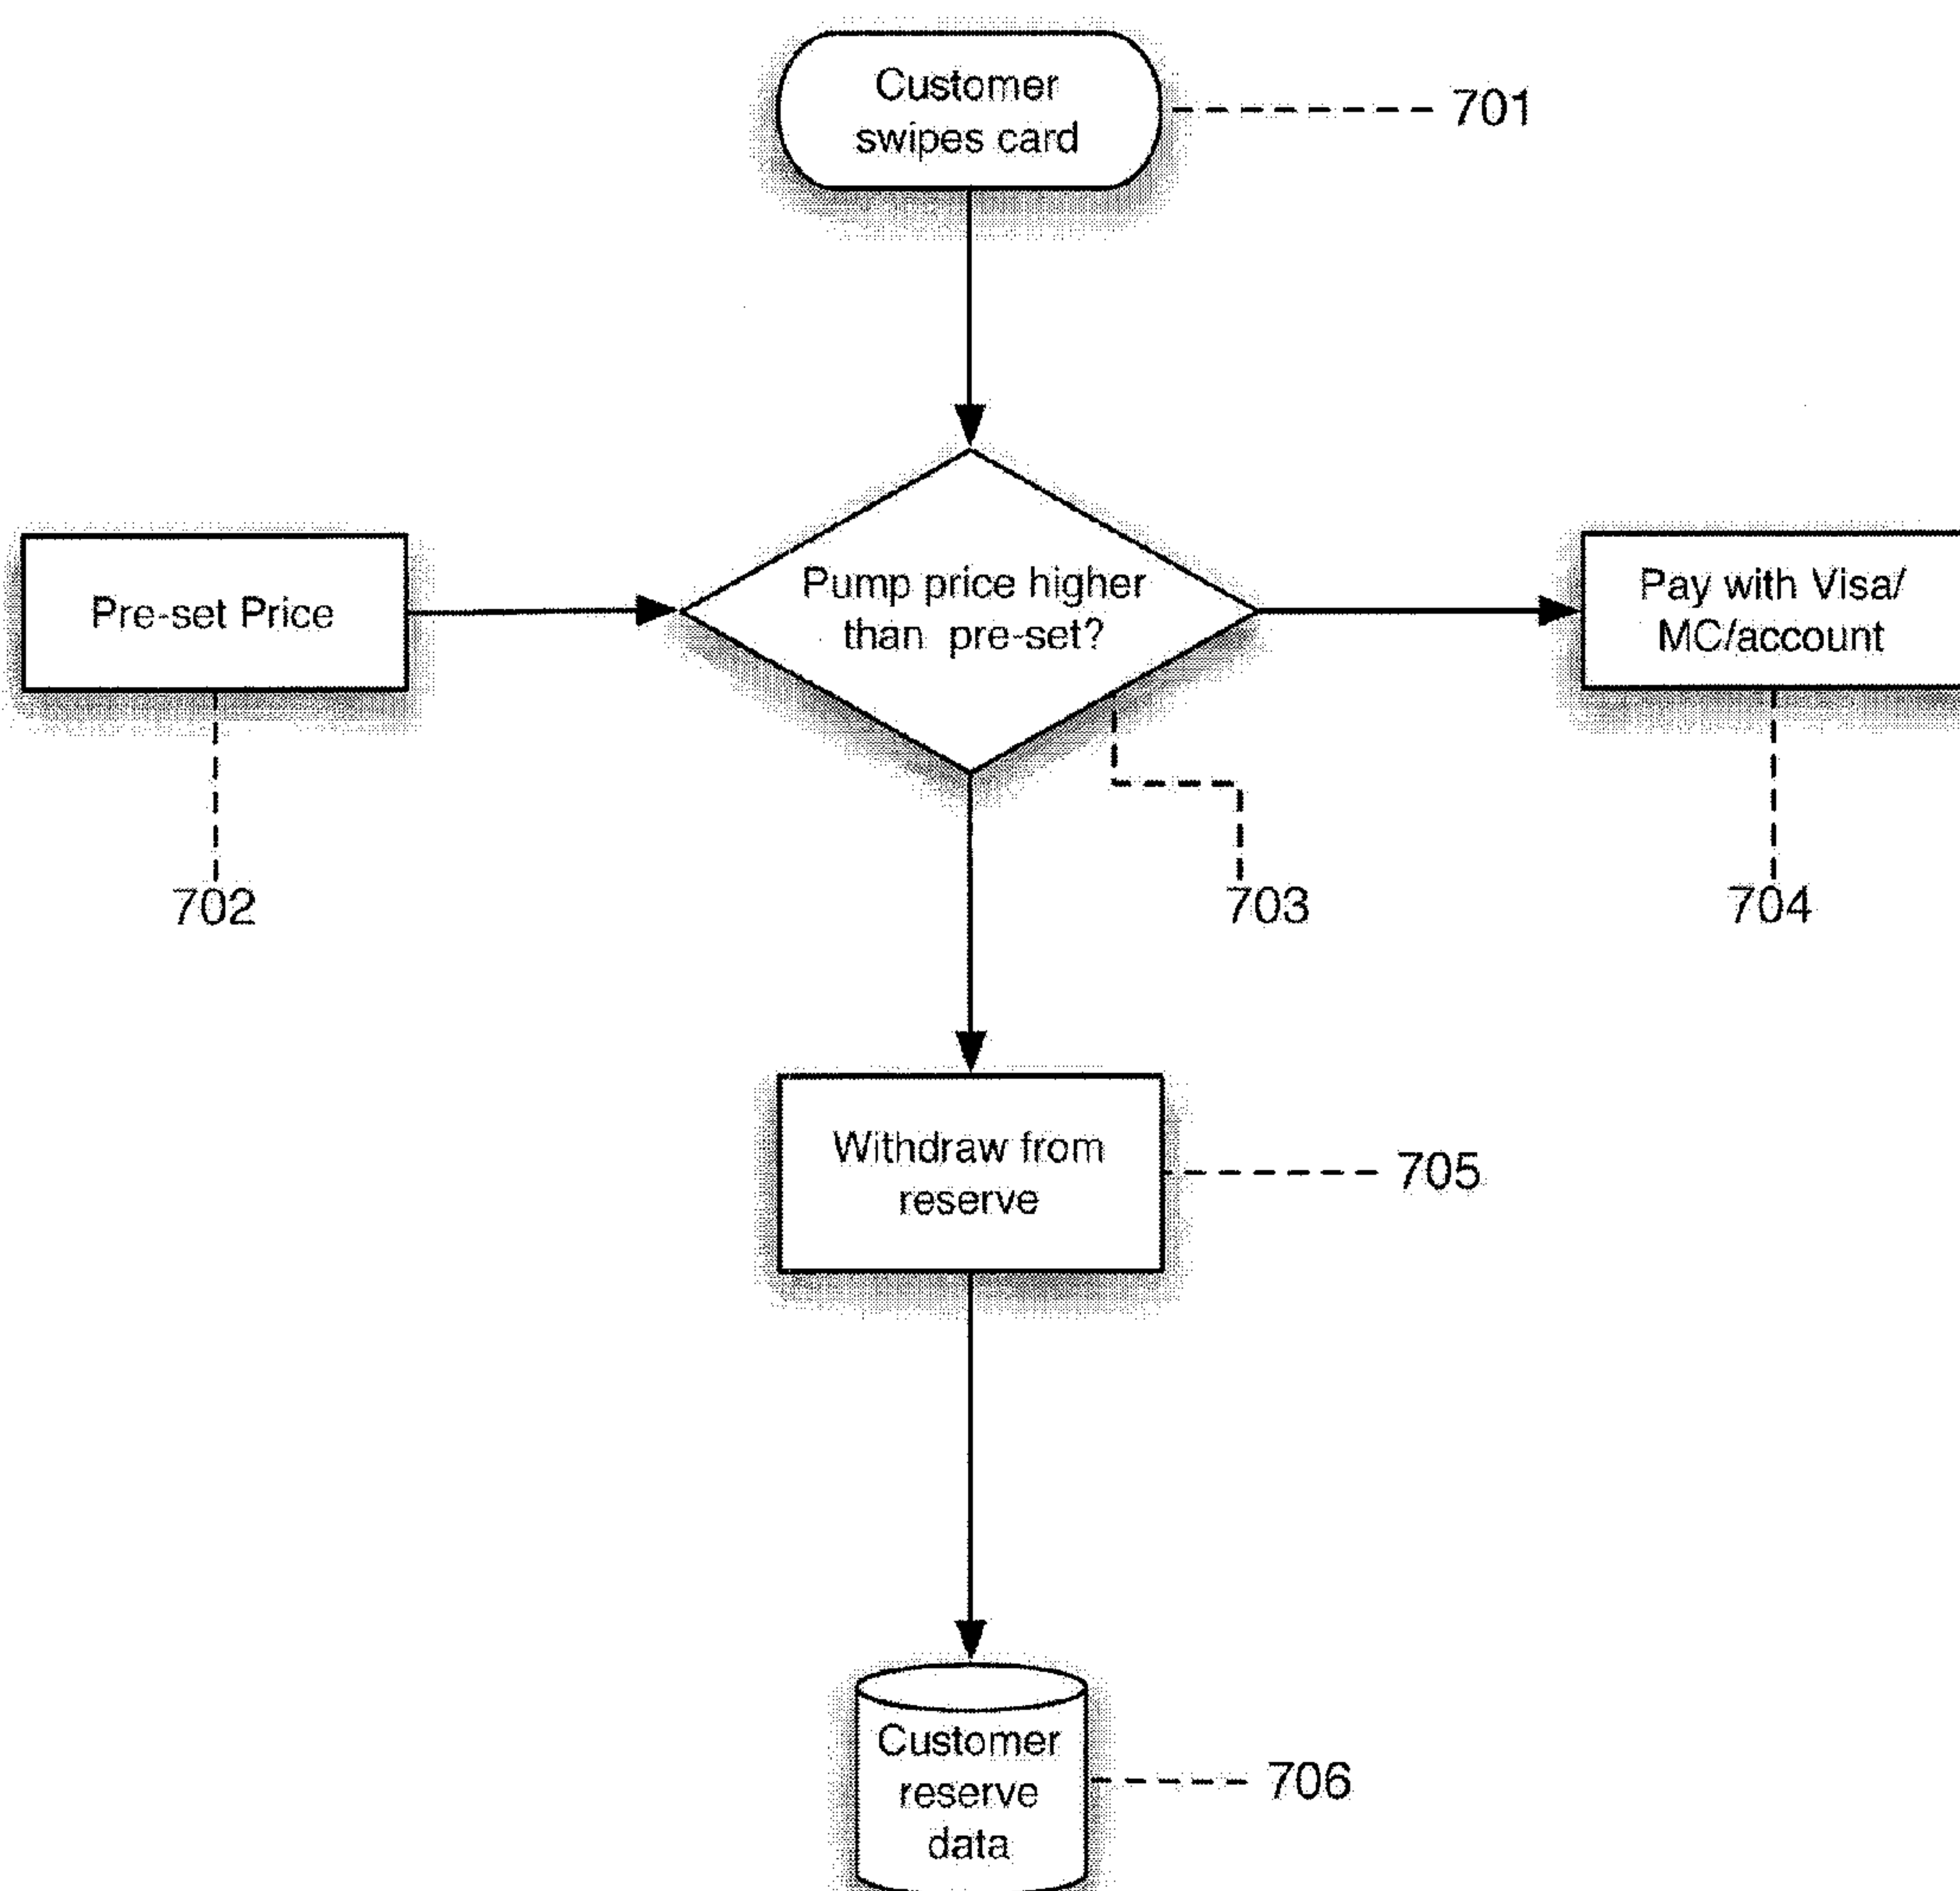 Customer
swipes card
701
Pre-set Price
Pump price higher
than pre-set?
Pay with Visa/
MC/account
702
703
704
Withdraw from
reserve
705
Customer
reserve
data
706